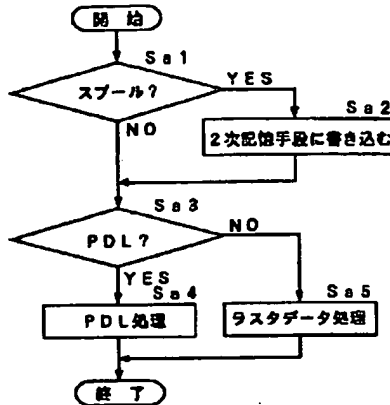 開始
Sa1
スプール?
YES
NO
Sa2
2次記憶手段に書き込む
Sa3
PDL?
NO
YES
Sa4
Sa5
PDL処理
ラスタデータ処理
終了